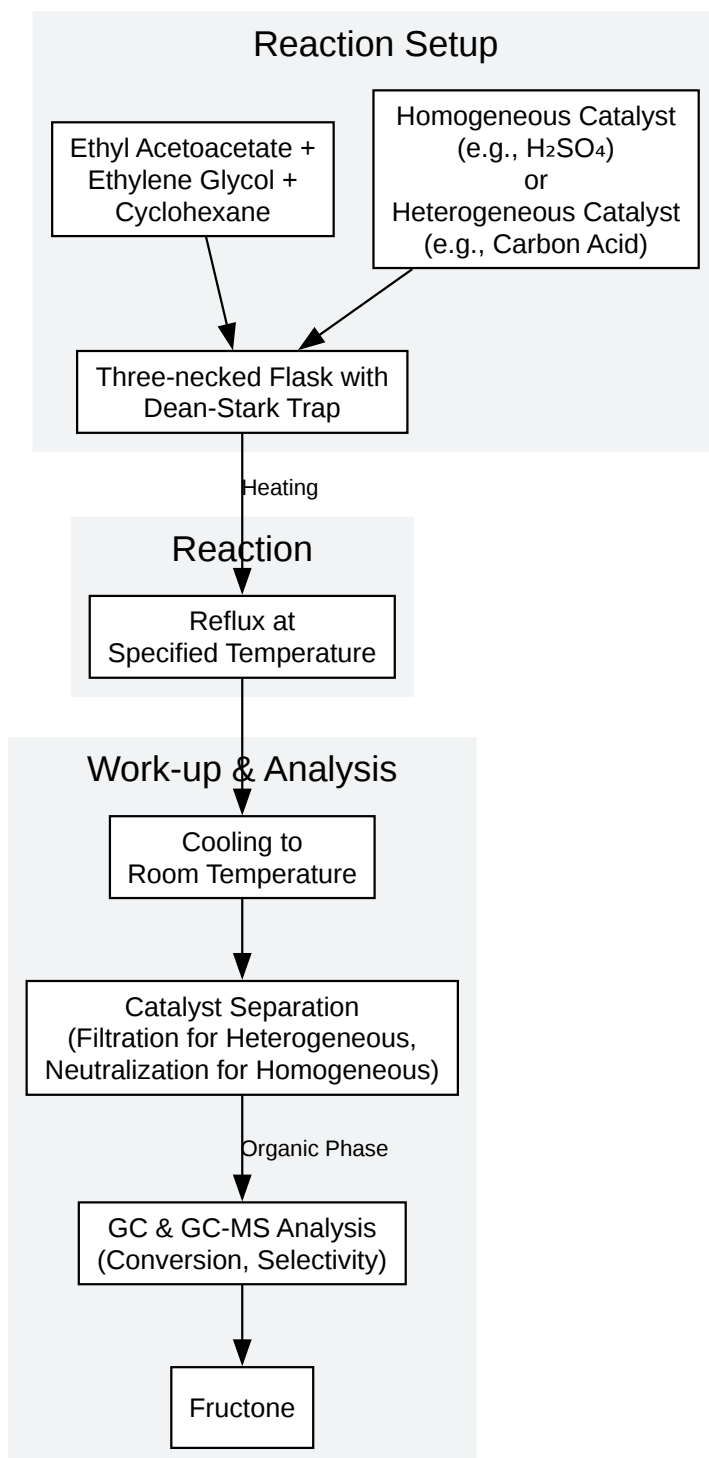 Reaction Setup
Ethyl Acetoacetate +
Ethylene Glycol +
Cyclohexane
Homogeneous Catalyst
(e.g., H₂SO₄)
or
Heterogeneous Catalyst
(e.g., Carbon Acid)
Three-necked Flask with
Dean-Stark Trap
Heating
Reaction
Reflux at
Specified Temperature
Work-up & Analysis
Cooling to
Room Temperature
Catalyst Separation
(Filtration for Heterogeneous,
Neutralization for Homogeneous)
Organic Phase
GC & GC-MS Analysis
(Conversion, Selectivity)
Fructone